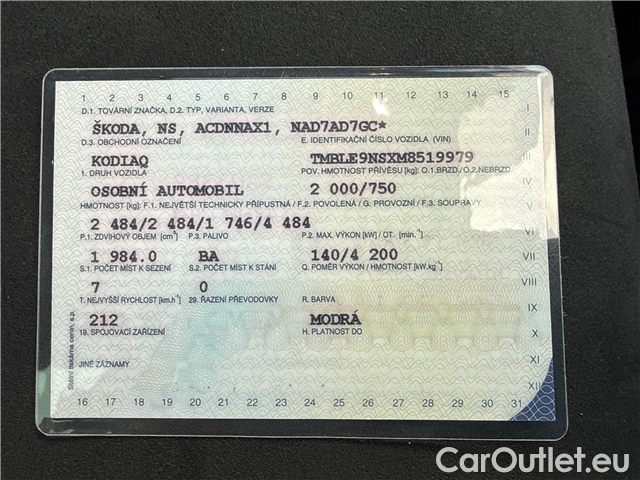 1 2 3 4 5 6 7 8 9 10 11 12 13 14 15
D.1. TOVÁRNÍ ZNAČKA, D.2. TYP, VARIANTA, VERZE
I
ŠKODA, NS, ACDNNAX1, NAD7AD7GC*
II
D.3. OBCHODNÍ OZNAČENÍ E. IDENTIFIKAČNÍ ČÍSLO VOZIDLA (VIN)
KODIAQ TMBLE9NSXM8519979
III
1. DRUH VOZIDLA POV. HMOTNOST PŘÍVĚSU [kg]: O.1.BRZD./O.2.NEBRZD
IV
OSOBNÍ AUTOMOBIL 2 000/750
HMOTNOST [kg]: F.1. NEJVĚTŠÍ TECHNICKY PŘÍPUSTNÁ / F.2. POVOLENÁ / G. PROVOZNÍ / F.3. SOUPRAVY
V
2 484/2 484/1 746/4 484
VI
P.1. ZDVIHOVÝ OBJEM [cm³] P.3. PALIVO P.2. MAX. VÝKON [kW] / OT. [min.⁻¹]
1 984.0 BA 140/4 200
VII
S.1. POČET MÍST K SEZENÍ S.2. POČET MÍST K STÁNÍ Q. POMĚR VÝKON / HMOTNOST [kW.kg⁻¹]
7 0
VIII
T. NEJVYŠŠÍ RYCHLOST [km.h⁻¹] 29. ŘAZENÍ PŘEVODOVKY R. BARVA
IX
212 MODRÁ
19. SPOJOVACÍ ZAŘÍZENÍ H. PLATNOST DO
X
JINÉ ZÁZNAMY
XI
XII
Státní tiskárna cenin, s.p.
16 17 18 19 20 21 22 23 24 25 26 27 28 29 30 31
CarOutlet.eu